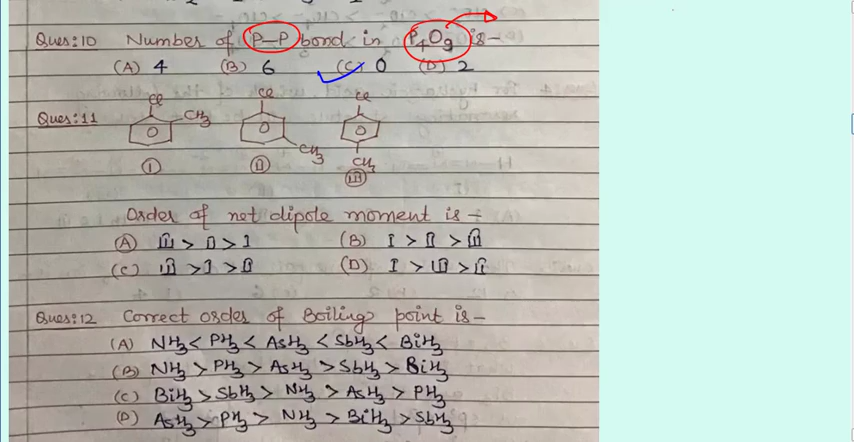 Ques:10 Number of P-P bond in P4O9 is-
(A) 4 (B) 6 (C) 0 (D) 2
Ques:11
Cl CH3 Cl CH3 Cl CH3
I II III
Order of net dipole moment is-
(A) III > II > I (B) I > II > III
(C) III > I > II (D) I > III > II
Ques:12 Correct order of Boiling point is-
(A) NH3 < PH3 < AsH3 < SbH3 < BiH3
(B) NH3 > PH3 > AsH3 > SbH3 > BiH3
(C) BiH3 > SbH3 > NH3 > AsH3 > PH3
(D) AsH3 > PH3 > NH3 > BiH3 > SbH3